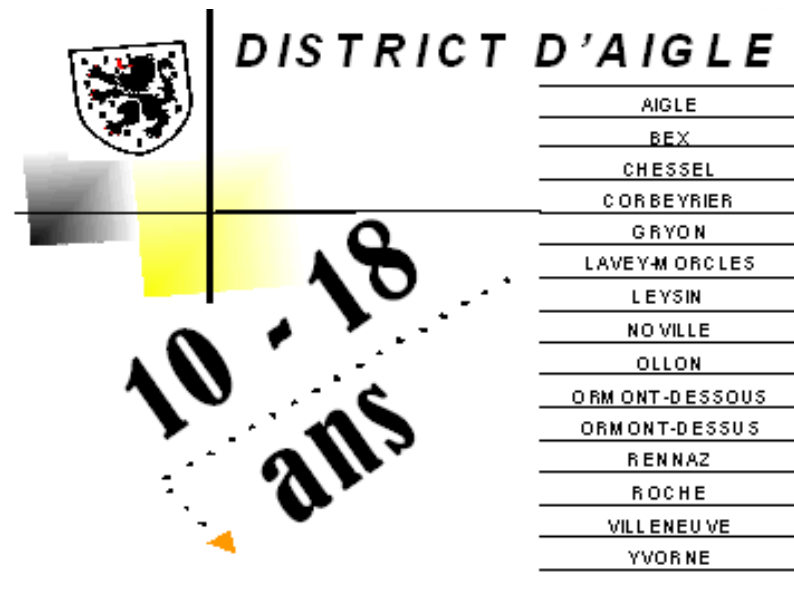 DISTRICT D'AIGLE
AIGLE
BEX
CHESSEL
CORBEYRIER
GRYON
LAVEY-MORCLES
LEYSIN
NOVILLE
OLLON
ORMONT-DESSOUS
ORMONT-DESSUS
RENNAZ
ROCHE
VILLENEUVE
YVORNE
10 - 18
ans